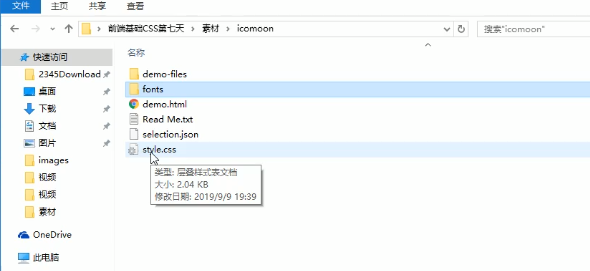 文件 主页 共享 查看
前端基础CSS第七天 素材 icomoon
搜索"icomoon"
名称
快速访问
2345Download
桌面
下载
文档
图片
images
视频
视频
素材
OneDrive
此电脑
demo-files
fonts
demo.html
Read Me.txt
selection.json
style.css
类型: 层叠样式表文档
大小: 2.04 KB
修改日期: 2019/9/9 19:39